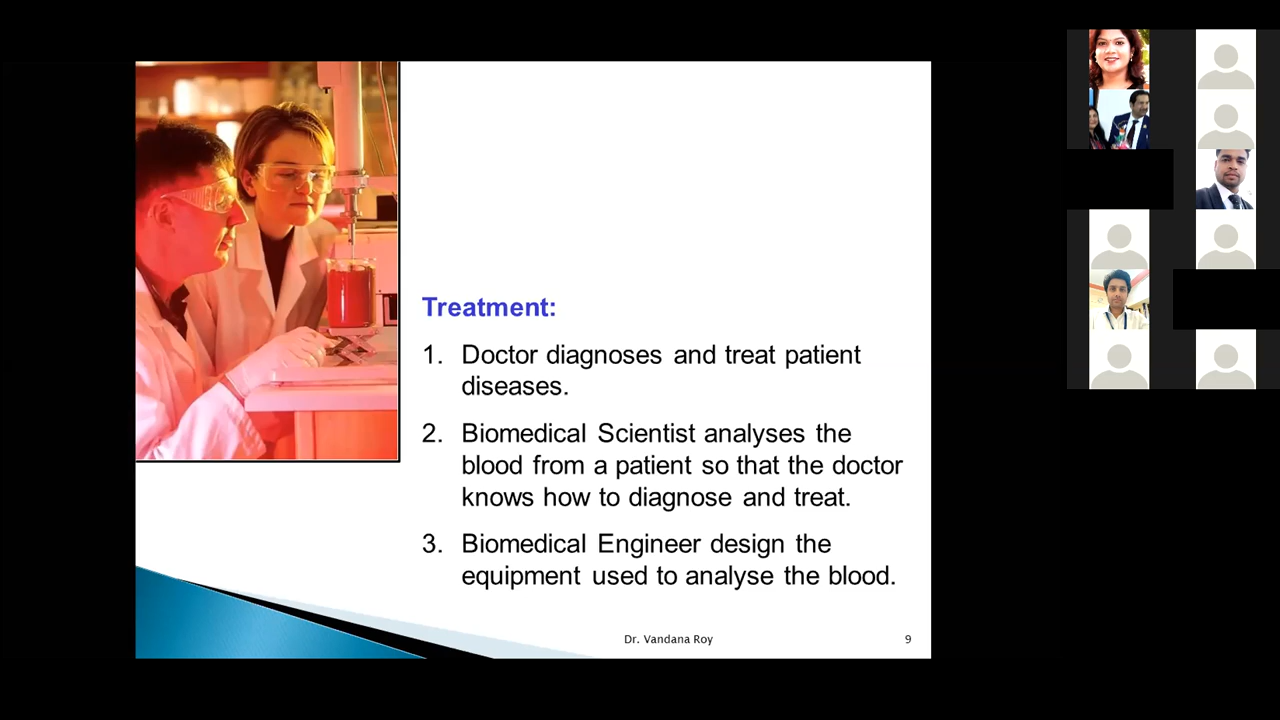 Treatment:
1. Doctor diagnoses and treat patient
diseases.
2. Biomedical Scientist analyses the
blood from a patient so that the doctor
knows how to diagnose and treat.
3. Biomedical Engineer design the
equipment used to analyse the blood.
Dr. Vandana Roy 9